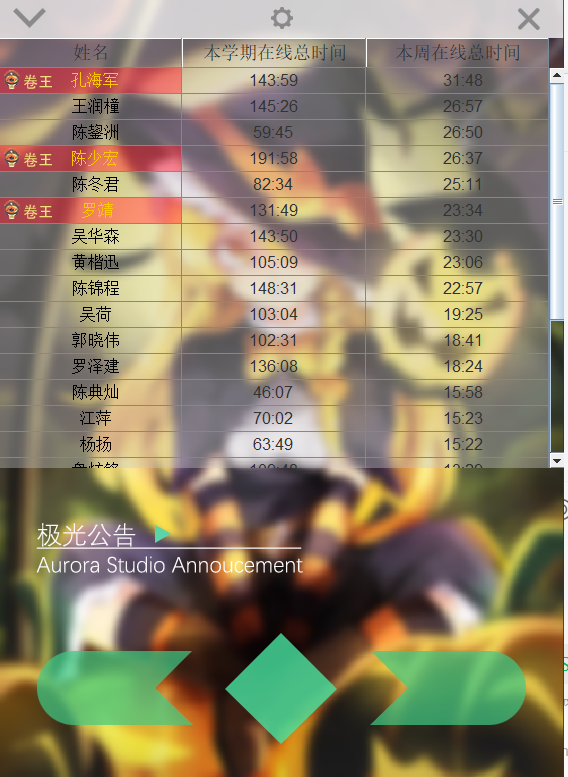 姓名 本学期在线总时间 本周在线总时间
卷王 孔海军 143:59 31:48
王润橦 145:26 26:57
陈鋆洲 59:45 26:50
卷王 陈少宏 191:58 26:37
陈冬君 82:34 25:11
卷王 罗靖 131:49 23:34
吴华森 143:50 23:30
黄楷迅 105:09 23:06
陈锦程 148:31 22:57
吴荷 103:04 19:25
郭晓伟 102:31 18:41
罗泽建 136:08 18:24
陈典灿 46:07 15:58
江萍 70:02 15:23
杨扬 63:49 15:22
极光公告
Aurora Studio Annoucement